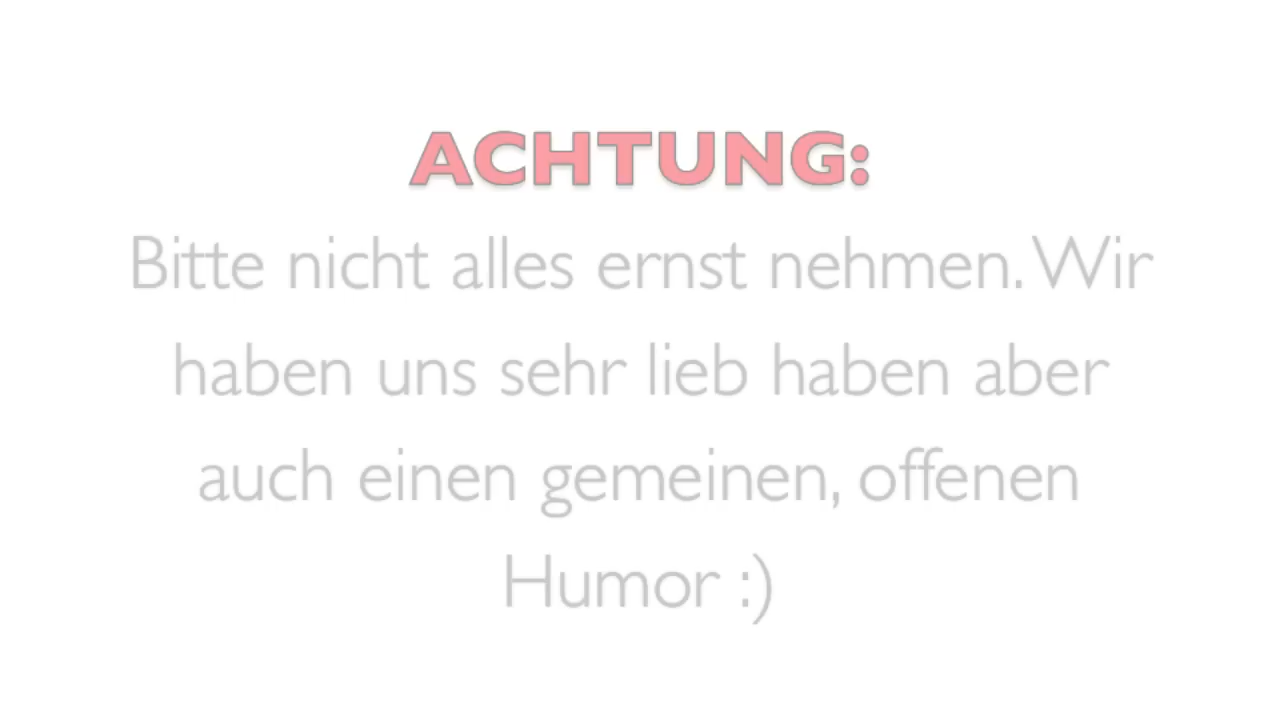 ACHTUNG:
Bitte nicht alles ernst nehmen. Wir
haben uns sehr lieb haben aber
auch einen gemeinen, offenen
Humor :)